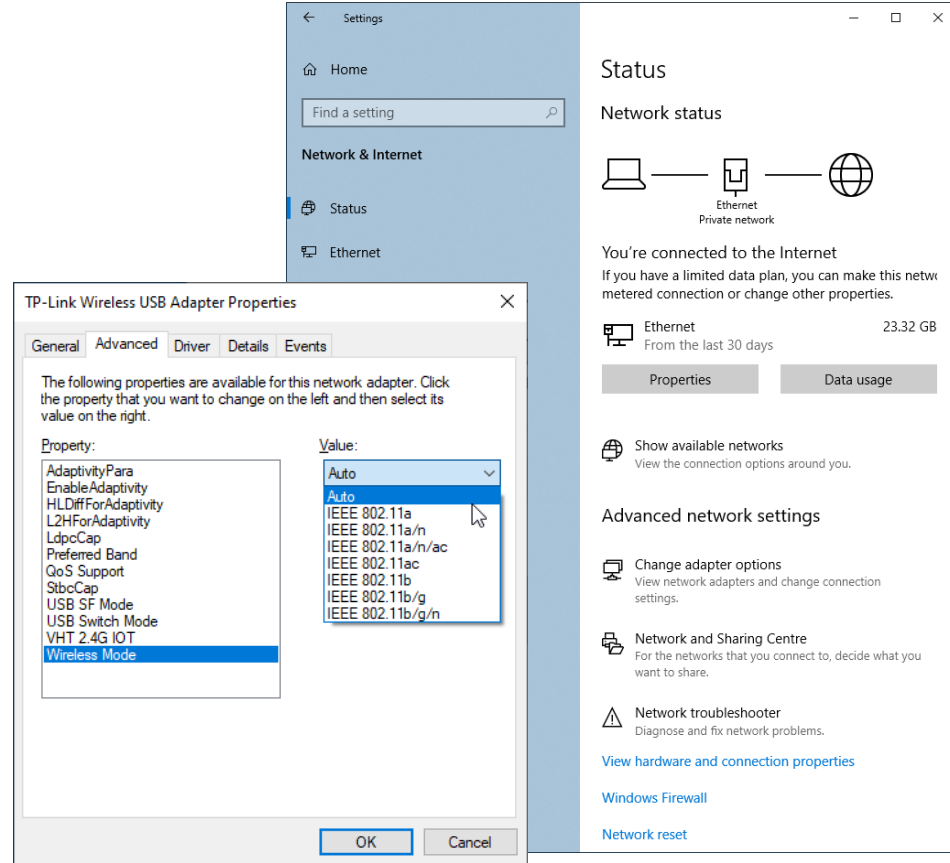 Settings
Home
Find a setting
Network & Internet
Status
Ethernet
Status
Network status
Ethernet
Private network
You're connected to the Internet
If you have a limited data plan, you can make this netwo
metered connection or change other properties.
Ethernet
23.32 GB
From the last 30 days
Properties
Data usage
Show available networks
View the connection options around you.
Advanced network settings
Change adapter options
View network adapters and change connection
settings.
Network and Sharing Centre
For the networks that you connect to, decide what you
want to share.
Network troubleshooter
Diagnose and fix network problems.
View hardware and connection properties
Windows Firewall
Network reset
TP-Link Wireless USB Adapter Properties
General
Advanced
Driver
Details
Events
The following properties are available for this network adapter. Click
the property that you want to change on the left and then select its
value on the right.
Property:
AdaptivityPara
EnableAdaptivity
HLDiffForAdaptivity
L2HForAdaptivity
LdpcCap
Preferred Band
QoS Support
StbcCap
USB SF Mode
USB Switch Mode
VHT 2.4G IOT
Wireless Mode
Value:
Auto
Auto
IEEE 802.11a
IEEE 802.11a/n
IEEE 802.11a/n/ac
IEEE 802.11ac
IEEE 802.11b
IEEE 802.11b/g
IEEE 802.11b/g/n
OK
Cancel